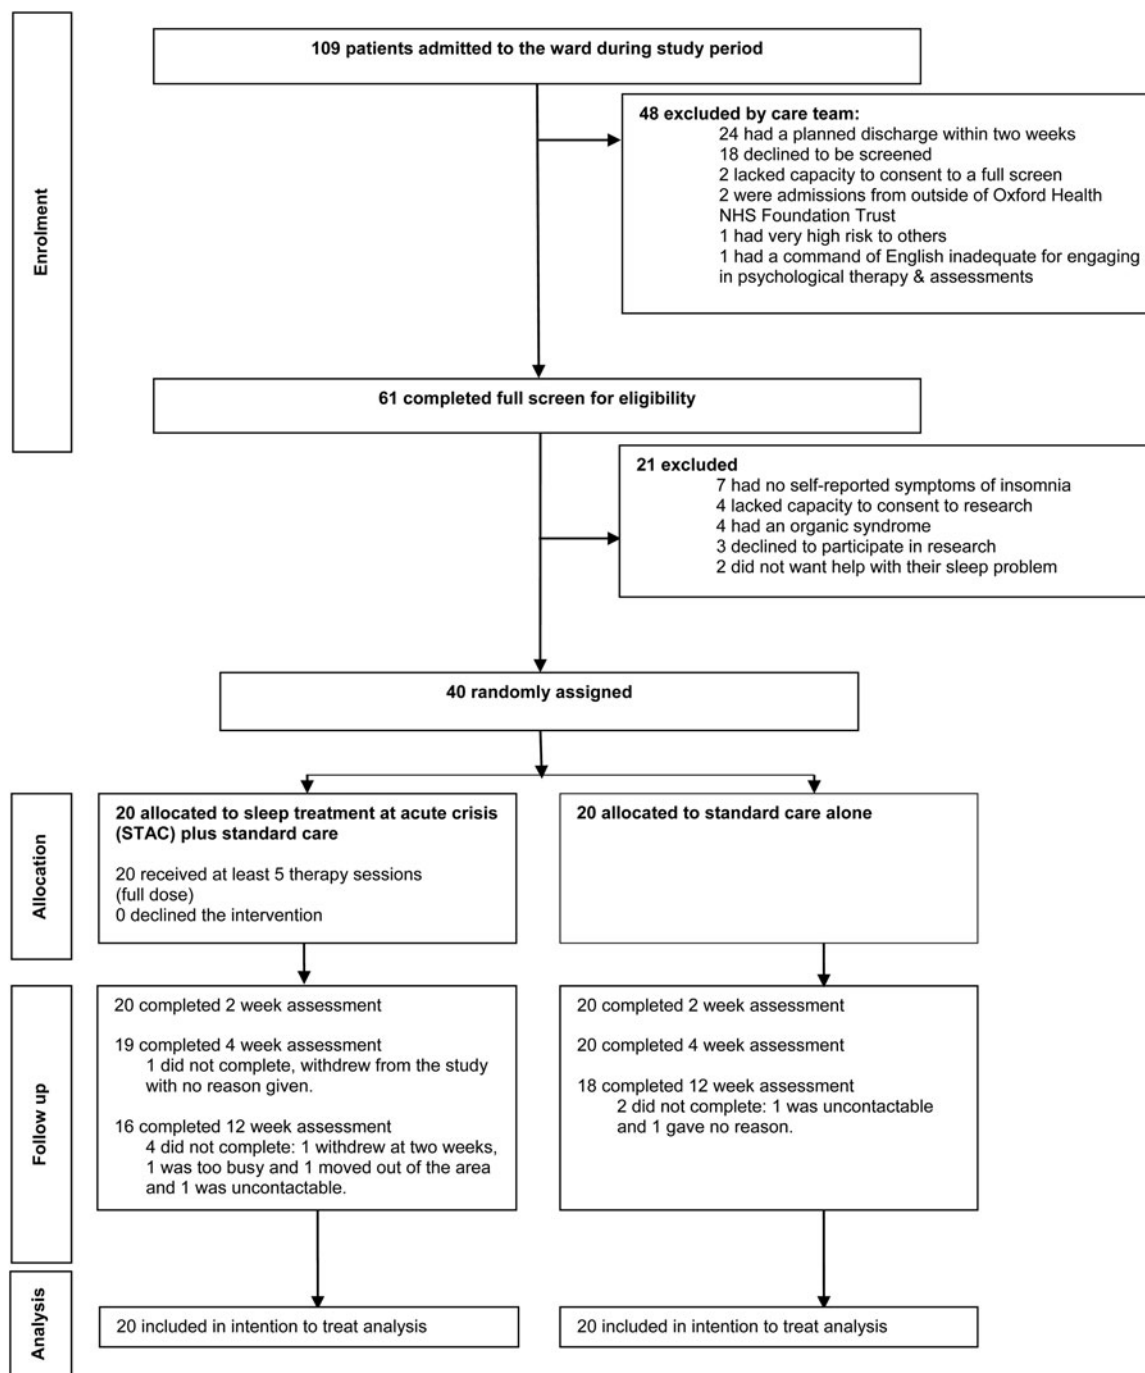 109 patients admitted to the ward during study period
48 excluded by care team:
24 had a planned discharge within two weeks
18 declined to be screened
2 lacked capacity to consent to a full screen
2 were admissions from outside of Oxford Health
NHS Foundation Trust
1 had very high risk to others
1 had a command of English inadequate for engaging
in psychological therapy & assessments
Enrolment
61 completed full screen for eligibility
21 excluded
7 had no self-reported symptoms of insomnia
4 lacked capacity to consent to research
4 had an organic syndrome
3 declined to participate in research
2 did not want help with their sleep problem
40 randomly assigned
Allocation
20 allocated to sleep treatment at acute crisis
(STAC) plus standard care
20 received at least 5 therapy sessions
(full dose)
0 declined the intervention
20 allocated to standard care alone
Follow up
20 completed 2 week assessment
19 completed 4 week assessment
1 did not complete, withdrew from the study
with no reason given.
16 completed 12 week assessment
4 did not complete: 1 withdrew at two weeks,
1 was too busy and 1 moved out of the area
and 1 was uncontactable.
20 completed 2 week assessment
20 completed 4 week assessment
18 completed 12 week assessment
2 did not complete: 1 was uncontactable
and 1 gave no reason.
Analysis
20 included in intention to treat analysis
20 included in intention to treat analysis